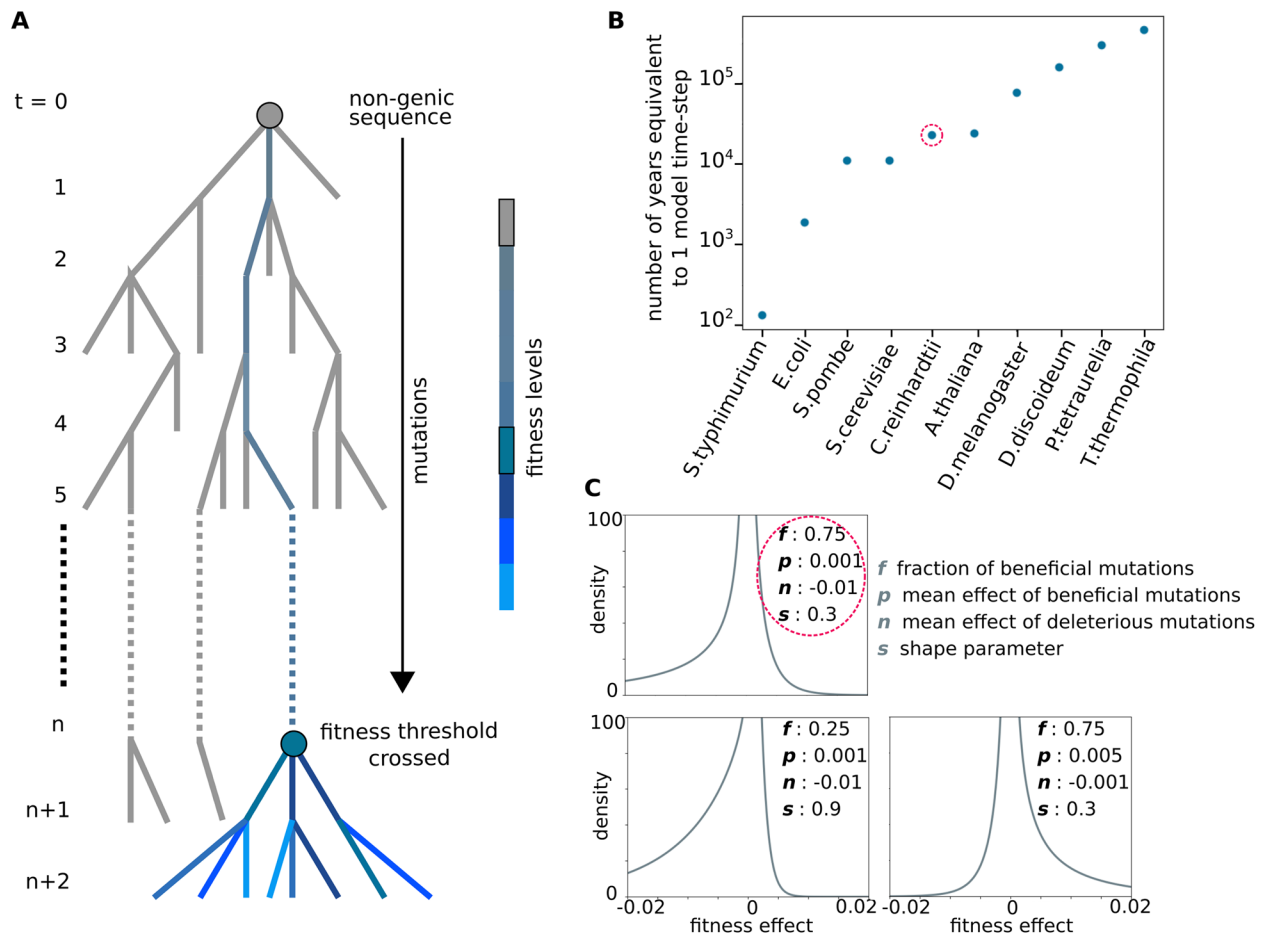 A
t = 0
1
2
3
4
5
n
n+1
n+2
non-genic
sequence
mutations
fitness levels
fitness threshold
crossed
B
number of years equivalent
to 1 model time-step
10^5
10^4
10^3
10^2
S.typhimurium
E.coli
S.pombe
S.cerevisiae
C.reinhardtii
A.thaliana
D.melanogaster
D.discoideum
P.tetraurelia
T.thermophila
C
100
density
0
f : 0.75
p : 0.001
n : -0.01
s : 0.3
f fraction of beneficial mutations
p mean effect of beneficial mutations
n mean effect of deleterious mutations
s shape parameter
100
density
0
f : 0.25
p : 0.001
n : -0.01
s : 0.9
-0.02 0 0.02
fitness effect
f : 0.75
p : 0.005
n : -0.001
s : 0.3
-0.02 0 0.02
fitness effect